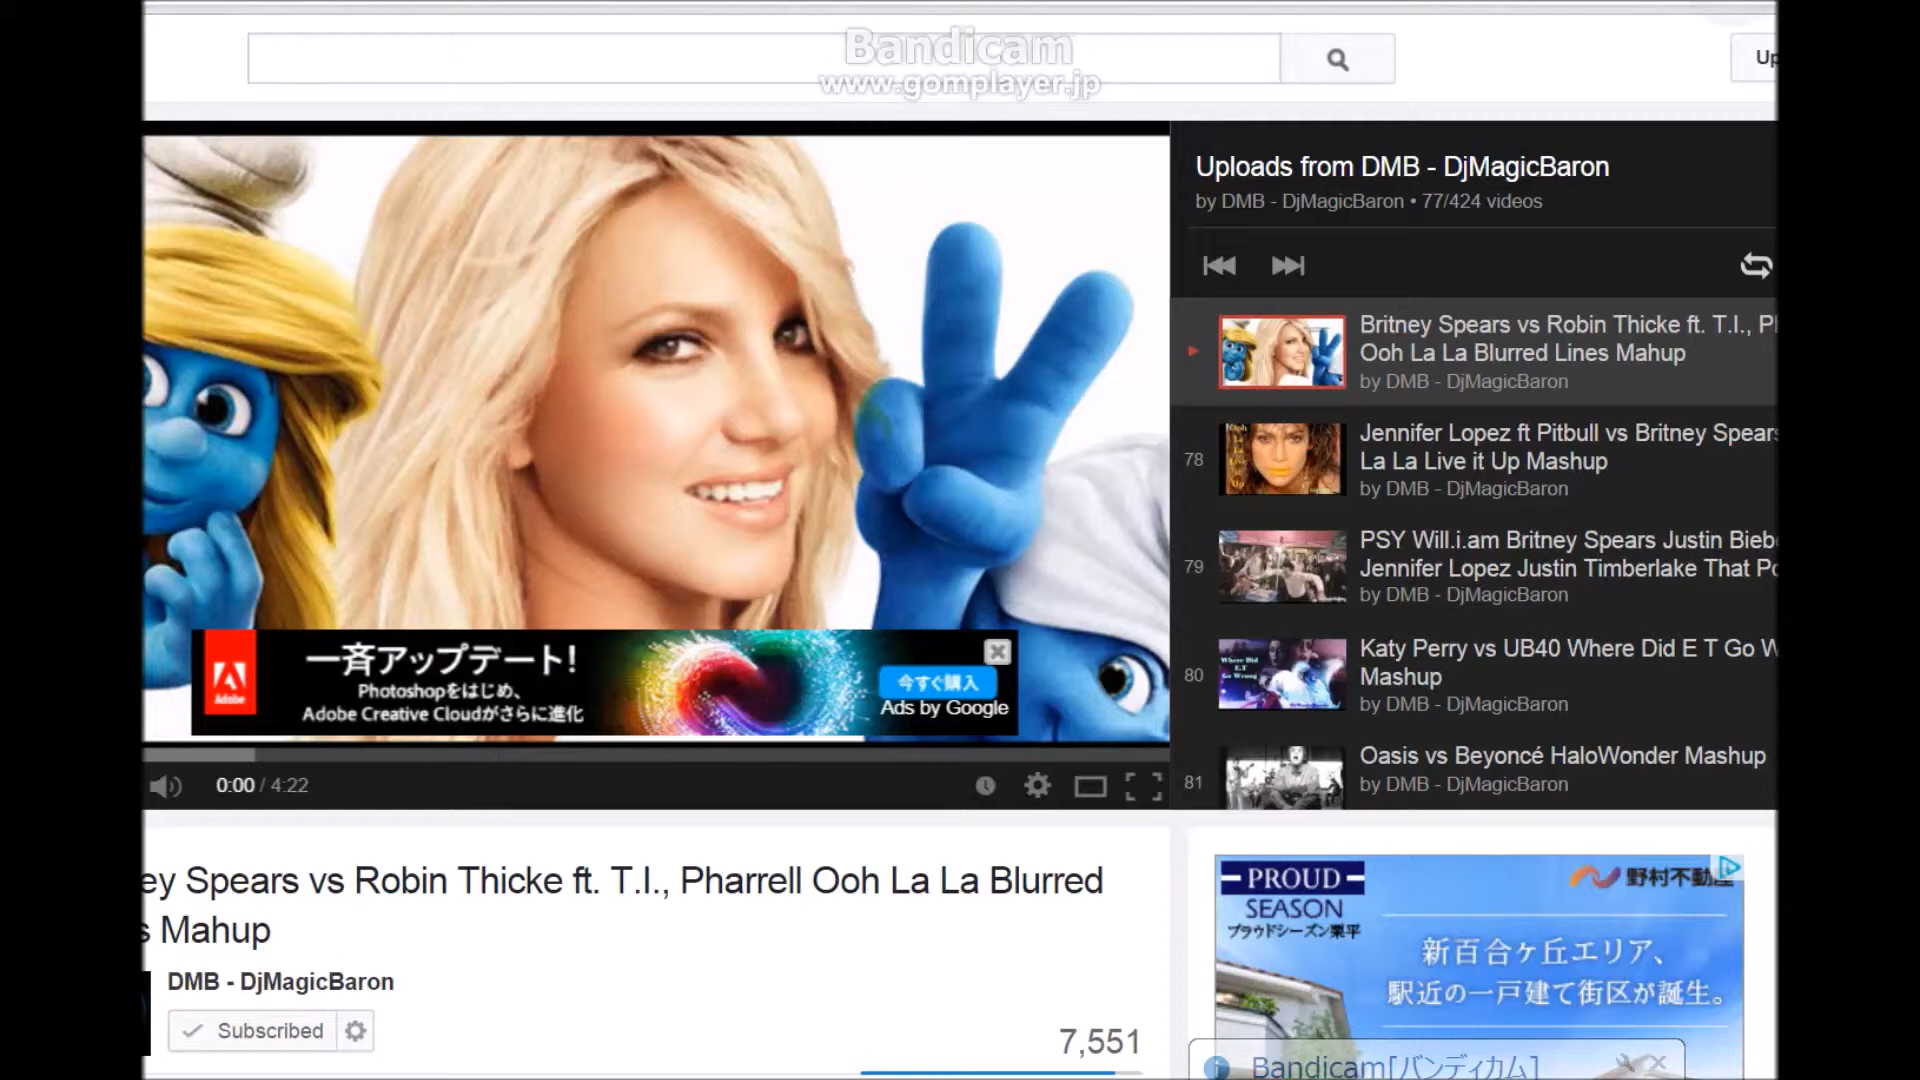 Bandicam
www.gomplayer.jp
Up
Uploads from DMB - DjMagicBaron
by DMB - DjMagicBaron • 77/424 videos
Britney Spears vs Robin Thicke ft. T.I., Ph
Ooh La La Blurred Lines Mahup
by DMB - DjMagicBaron
78
Jennifer Lopez ft Pitbull vs Britney Spears
La La Live it Up Mashup
by DMB - DjMagicBaron
79
PSY Will.i.am Britney Spears Justin Biebe
Jennifer Lopez Justin Timberlake That Po
by DMB - DjMagicBaron
80
Where Did
E.T
Go Wrong
Katy Perry vs UB40 Where Did E T Go W
Mashup
by DMB - DjMagicBaron
81
Oasis vs Beyoncé HaloWonder Mashup
by DMB - DjMagicBaron
Adobe
一斉アップデート!
Photoshopをはじめ、
Adobe Creative Cloudがさらに進化
今すぐ購入
Ads by Google
0:00 / 4:22
ey Spears vs Robin Thicke ft. T.I., Pharrell Ooh La La Blurred
s Mahup
DMB - DjMagicBaron
Subscribed
7,551
PROUD
SEASON
プラウドシーズン栗平
野村不動産
新百合ヶ丘エリア、
駅近の一戸建て街区が誕生。
Bandicam[バンディカム]